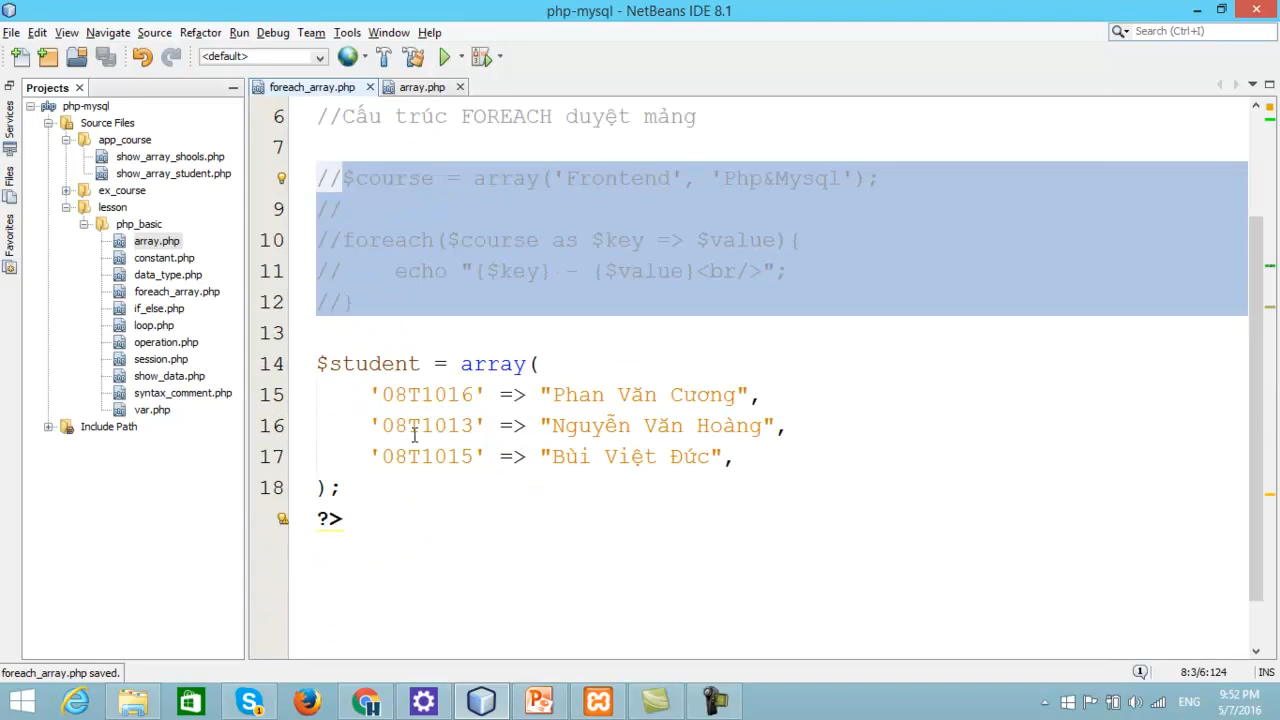 php-mysql - NetBeans IDE 8.1
File Edit View Navigate Source Refactor Run Debug Team Tools Window Help
Search (Ctrl+I)
<default>
Projects
foreach_array.php
array.php
Services
Files
Favorites
php-mysql
Source Files
app_course
show_array_shools.php
show_array_student.php
ex_course
lesson
php_basic
array.php
constant.php
data_type.php
foreach_array.php
if_else.php
loop.php
operation.php
session.php
show_data.php
syntax_comment.php
var.php
Include Path
6 //Cấu trúc FOREACH duyệt mảng
7
//$course = array('Frontend', 'Php&Mysql');
9 //
10 //foreach($course as $key => $value){
11 // echo "{$key} - {$value}<br/>";
12 //}
13
14 $student = array(
15 '08T1016' => "Phan Văn Cương",
16 '08T1013' => "Nguyễn Văn Hoàng",
17 '08T1015' => "Bùi Việt Đức",
18 );
?>
foreach_array.php saved.
8:3/6:124
INS
ENG
9:52 PM
5/7/2016